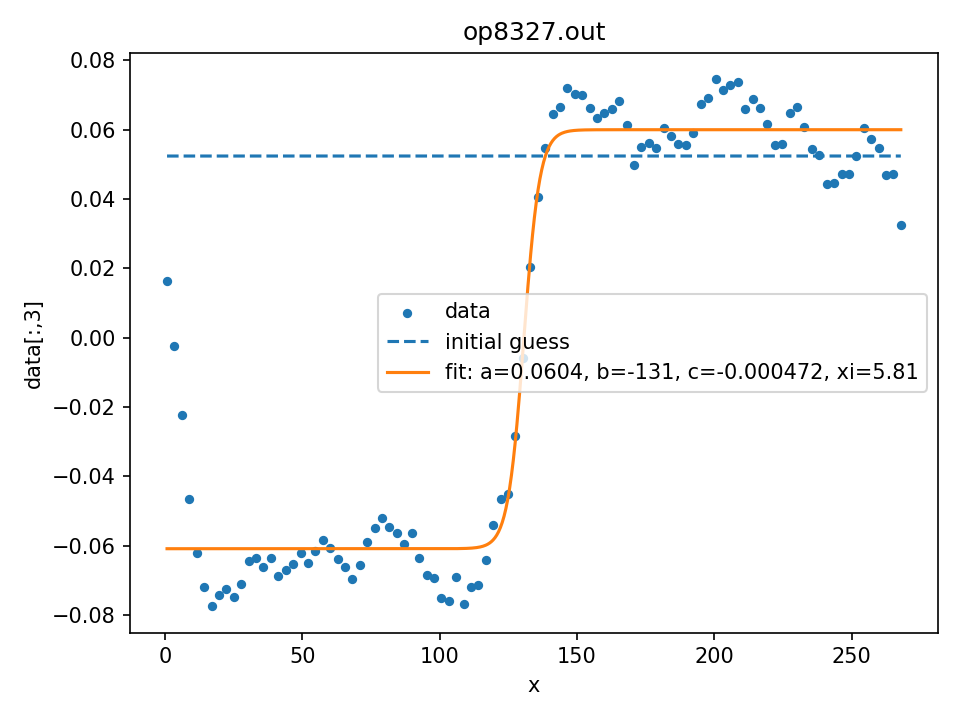 op8327.out
0.08
0.06
0.04
0.02
0.00
−0.02
−0.04
−0.06
−0.08
data[:,3]
data
initial guess
fit: a=0.0604, b=-131, c=-0.000472, xi=5.81
0 50 100 150 200 250
x